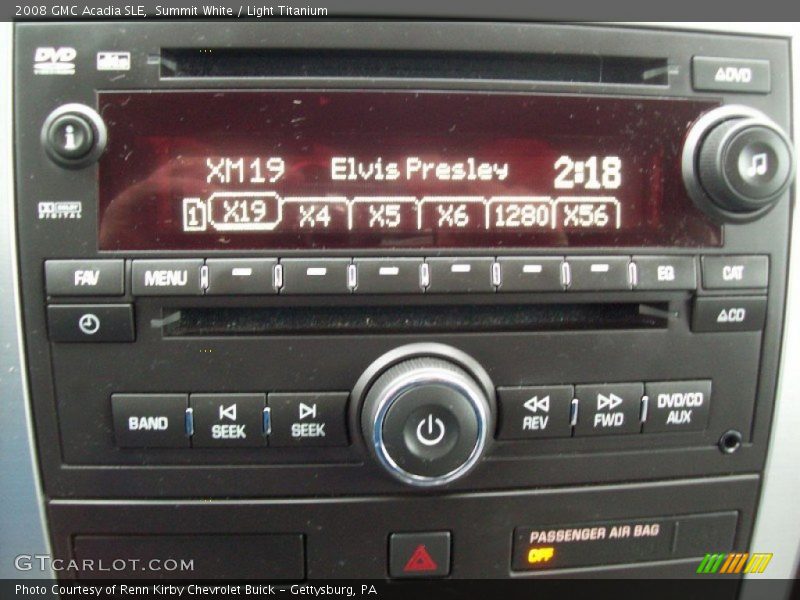 2008 GMC Acadia SLE,  Summit White / Light Titanium
DVD
DVD
i
XM19 Elvis Presley 2:18
1 X19 X4 X5 X6 1280 X56
DOLBY
DIGITAL
FAV MENU EQ CAT
CD
BAND SEEK SEEK REV FWD DVD/CD AUX
PASSENGER AIR BAG
OFF
GTCARLOT.COM
Photo Courtesy of Renn Kirby Chevrolet Buick - Gettysburg, PA